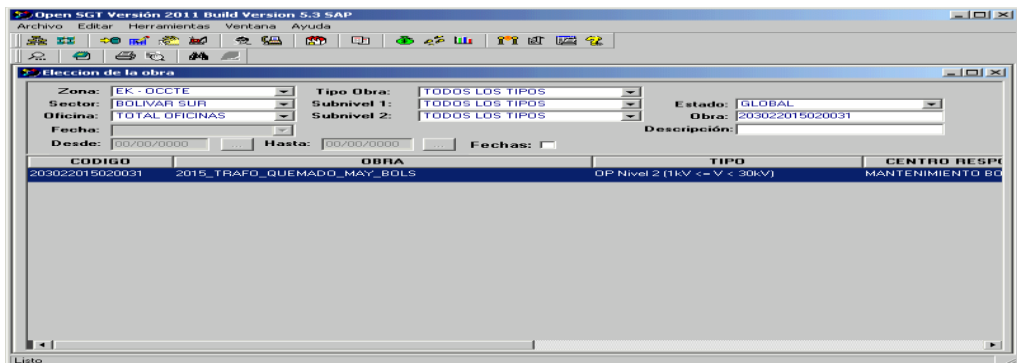 Open SGT Versión 2011 Build Version 5.3 SAP
Archivo Editar Herramientas Ventana Ayuda
Eleccion de la obra
Zona: EK - OCCTE Tipo Obra: TODOS LOS TIPOS
Sector: BOLIVAR SUR Subnivel 1: TODOS LOS TIPOS Estado: GLOBAL
Oficina: TOTAL OFICINAS Subnivel 2: TODOS LOS TIPOS Obra: 203022015020031
Fecha: Descripción:
Desde: 00/00/0000 ... Hasta: 00/00/0000 ... Fechas:
CODIGO OBRA TIPO CENTRO RESP
203022015020031 2015_TRAFO_QUEMADO_MAY_BOLS OP Nivel 2 (1kV <= V < 30kV) MANTENIMIENTO BO
Listo